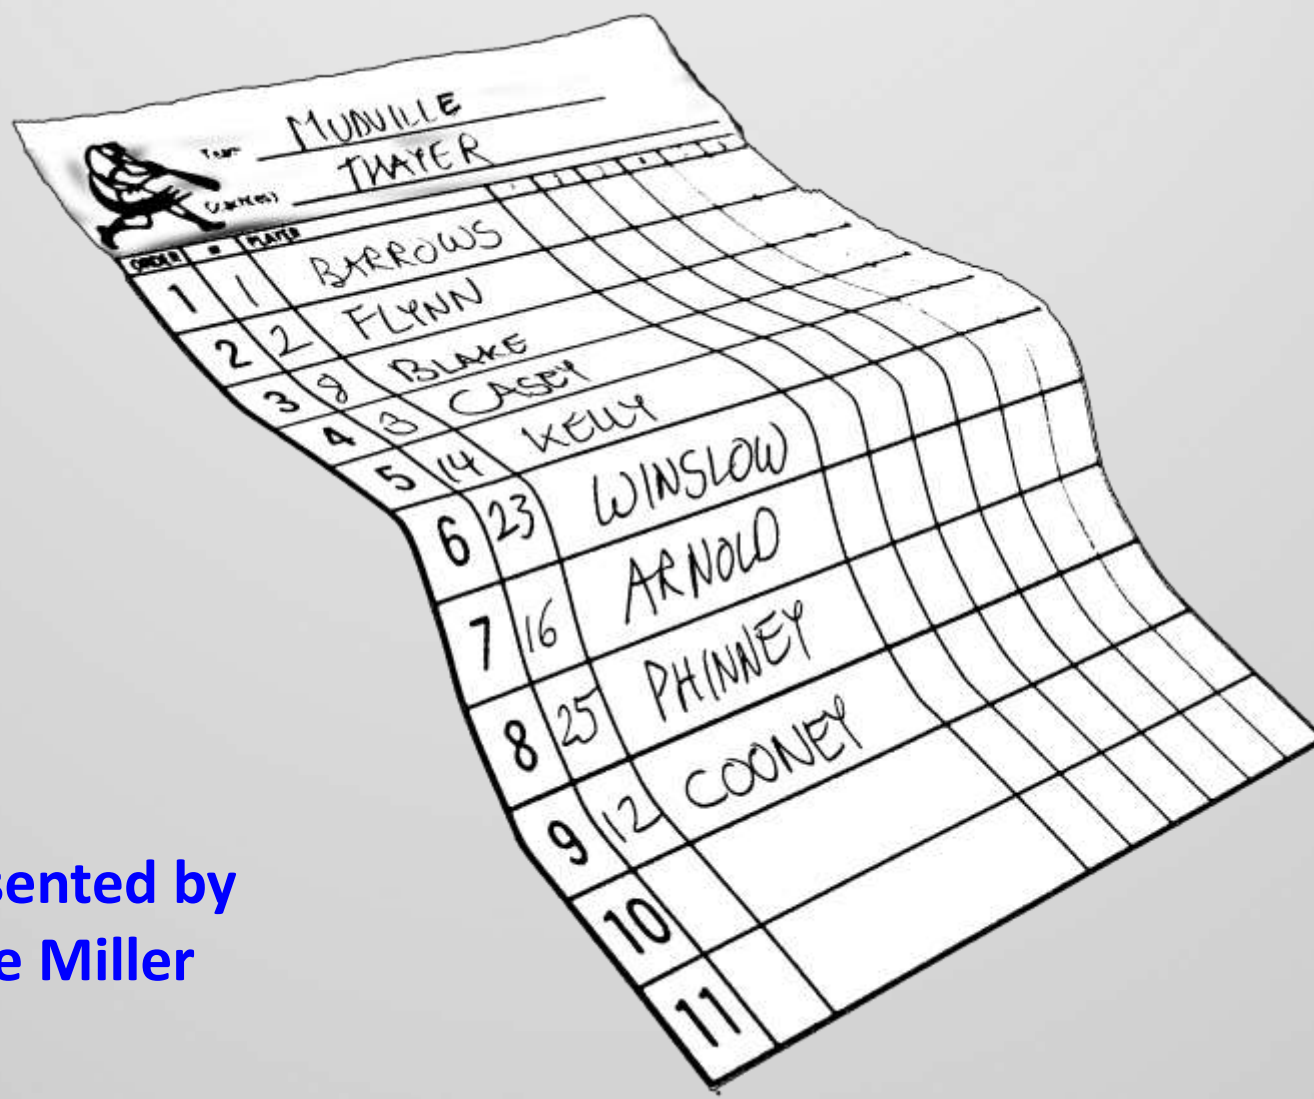 MUDVILLE
THAYER
ORDER # PLAYER
1 1 BARROWS
2 2 FLYNN
3 8 BLAKE
4 3 CASEY
5 14 KELLY
6 23 WINSLOW
7 16 ARNOLD
8 25 PHINNEY
9 12 COONEY
10
11
sented by
e Miller